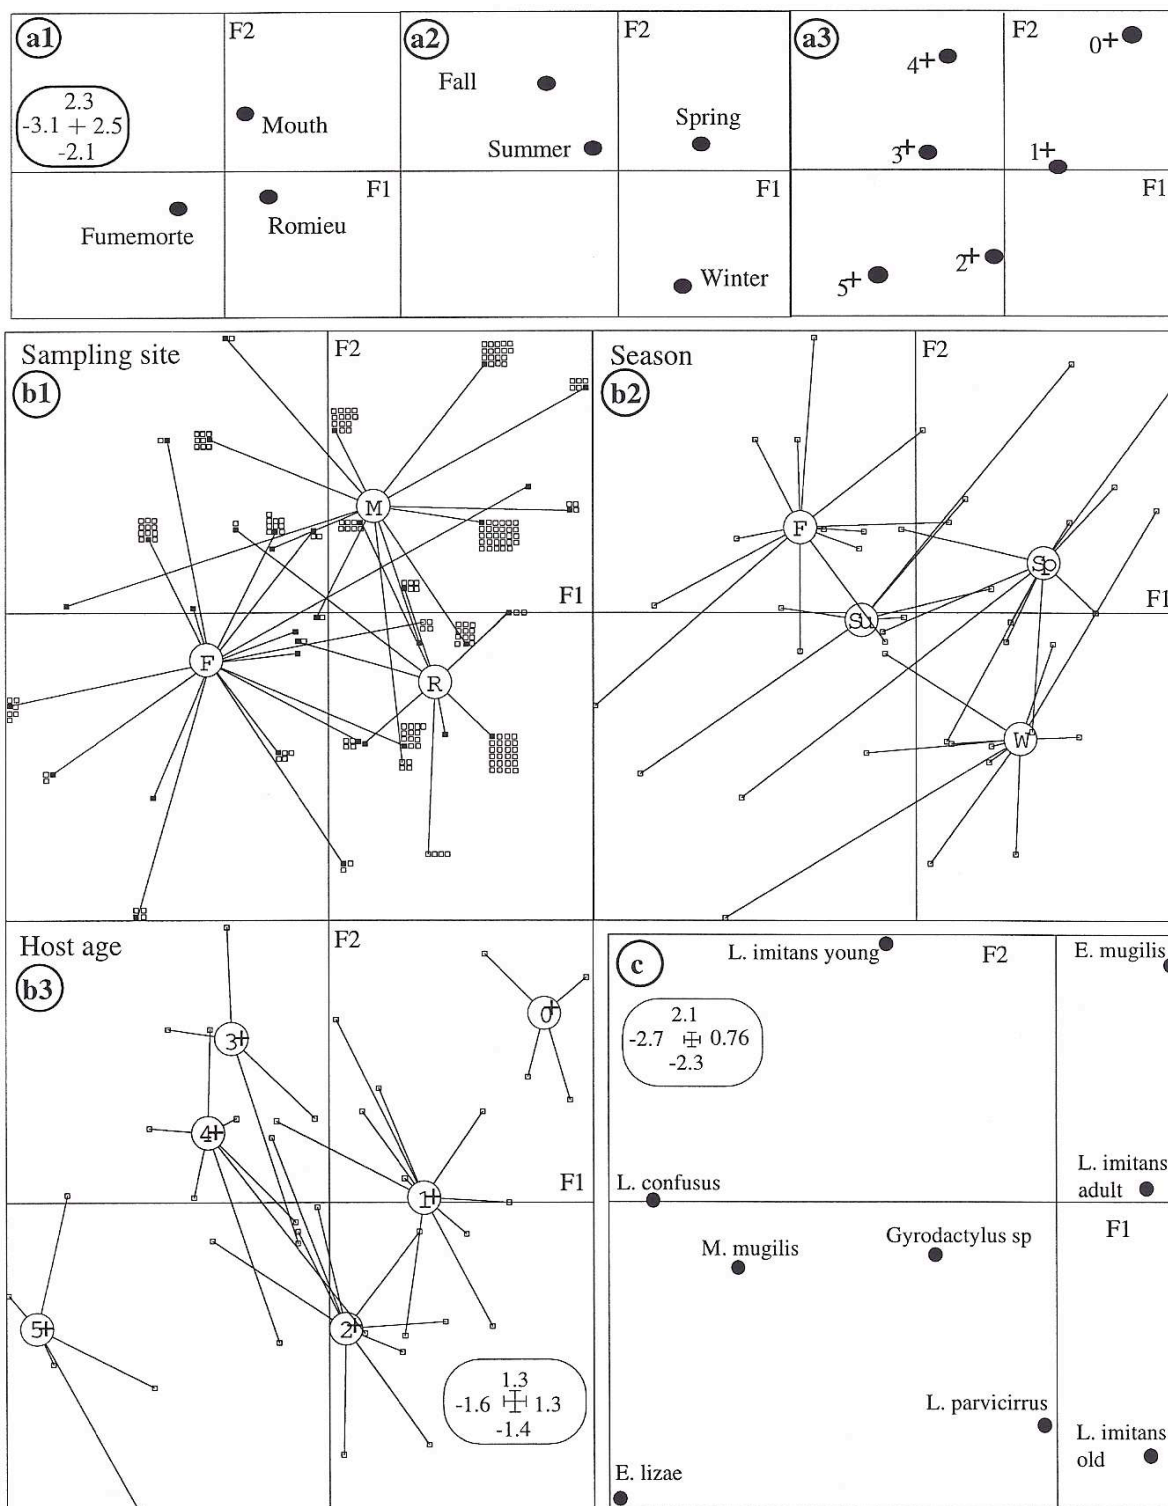 a1
F2
2.3
-3.1 + 2.5
-2.1
Mouth
F1
Fumemorte
Romieu
a2
F2
Fall
Spring
Summer
F1
Winter
a3
F2
0+
4+
3+
1+
F1
2+
5+
Sampling site
b1
F2
M
F1
F
R
Season
b2
F2
F
Sp
F1
Su
W
Host age
b3
F2
0+
3+
4+
F1
1+
5+
2+
1.3
-1.6 1.3
-1.4
c
L. imitans young
F2
E. mugilis
2.1
-2.7 0.76
-2.3
L. imitans
adult
L. confusus
F1
Gyrodactylus sp
M. mugilis
L. parvicirrus
L. imitans
old
E. lizae